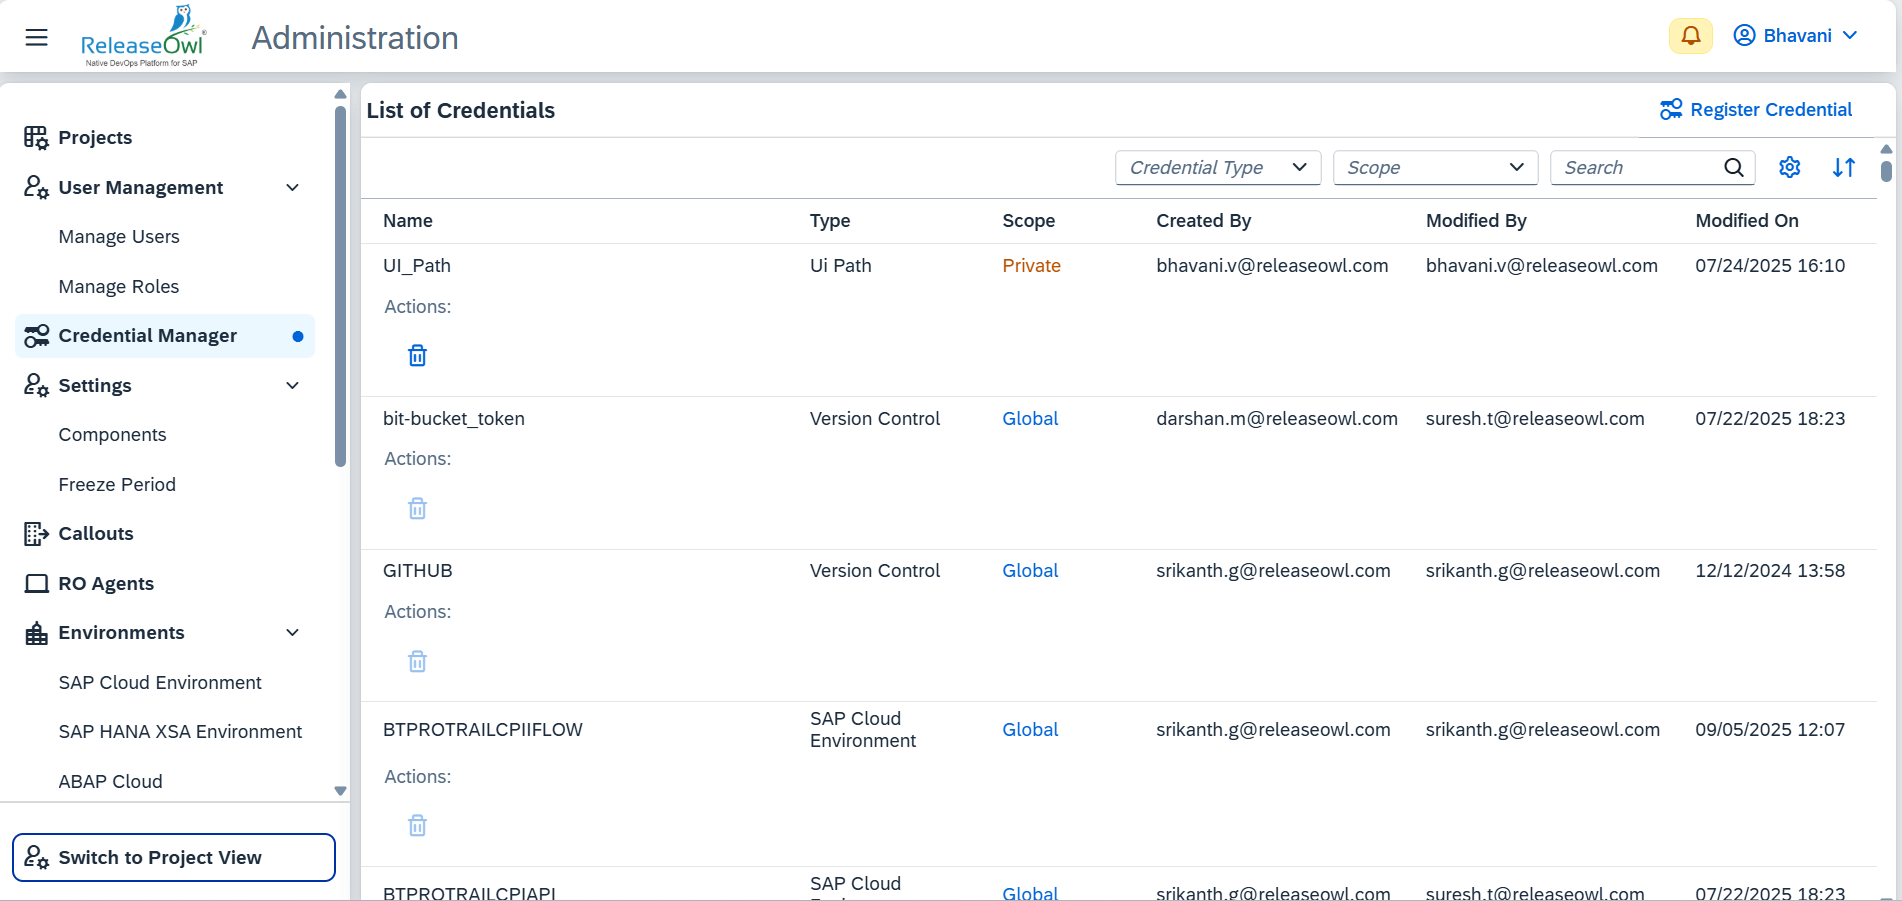 ReleaseOwl®
Native DevOps Platform for SAP
Administration
Bhavani
Projects
User Management
Manage Users
Manage Roles
Credential Manager
Settings
Components
Freeze Period
Callouts
RO Agents
Environments
SAP Cloud Environment
SAP HANA XSA Environment
ABAP Cloud
Switch to Project View
List of Credentials
Register Credential
Credential Type Scope Search
Name Type Scope Created By Modified By Modified On
UI_Path Ui Path Private bhavani.v@releaseowl.com bhavani.v@releaseowl.com 07/24/2025 16:10
Actions:
bit-bucket_token Version Control Global darshan.m@releaseowl.com suresh.t@releaseowl.com 07/22/2025 18:23
Actions:
GITHUB Version Control Global srikanth.g@releaseowl.com srikanth.g@releaseowl.com 12/12/2024 13:58
Actions:
BTPROTRAILCPIIFLOW SAP Cloud Environment Global srikanth.g@releaseowl.com srikanth.g@releaseowl.com 09/05/2025 12:07
Actions:
BTPROTRAILCPIAPI SAP Cloud Global srikanth.g@releaseowl.com suresh.t@releaseowl.com 07/22/2025 18:23